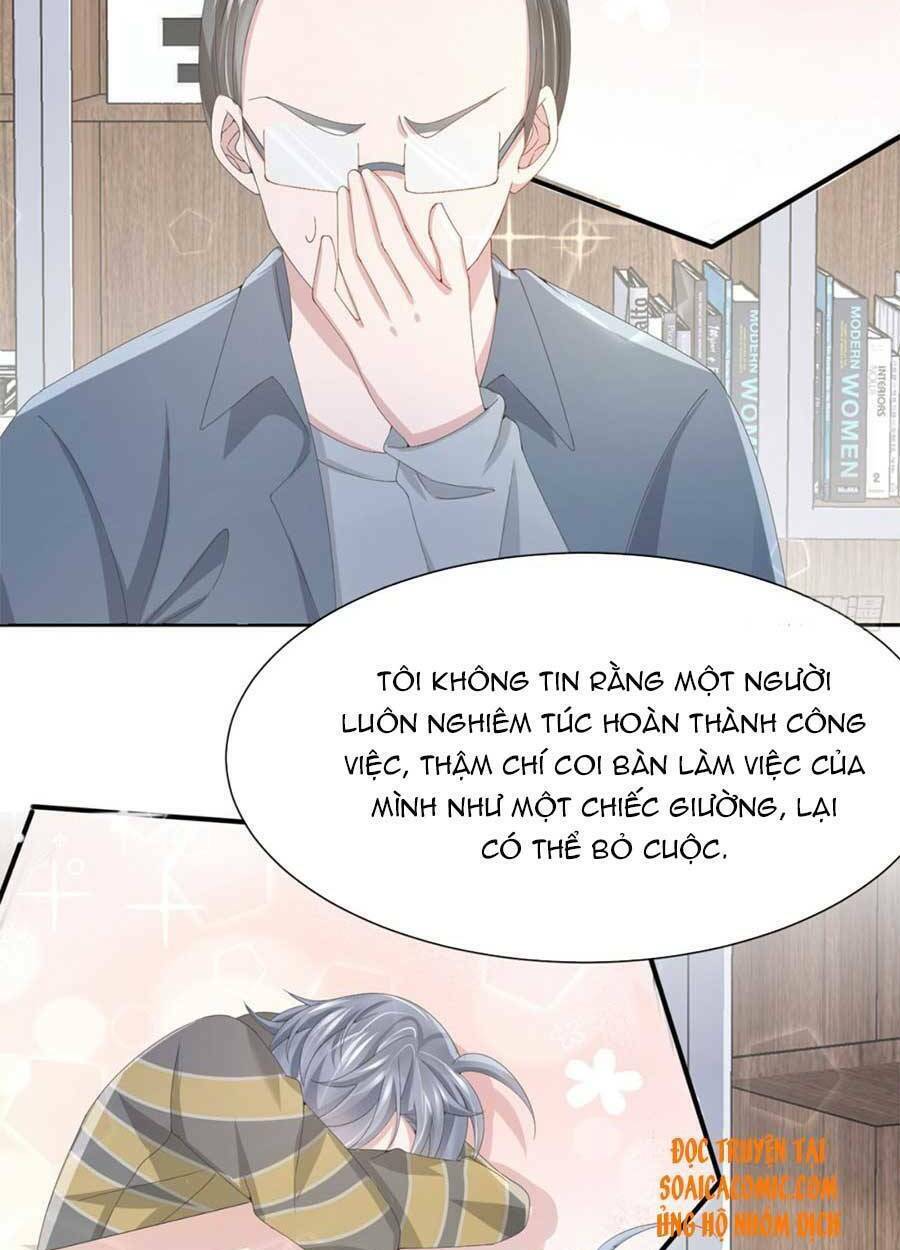 MODERN
WOMEN
MODERN
WOMEN
INTERIORS
2
TÔI KHÔNG TIN RẰNG MỘT NGƯỜI
LUÔN NGHIÊM TÚC HOÀN THÀNH CÔNG
VIỆC, THẬM CHÍ COI BÀN LÀM VIỆC CỦA
MÌNH NHƯ MỘT CHIẾC GIƯỜNG, LẠI
CÓ THỂ BỎ CUỘC.
ĐỌC TRUYỆN TẠI
SOAICACOMIC.COM
ỦNG HỘ NHÓM DỊCH